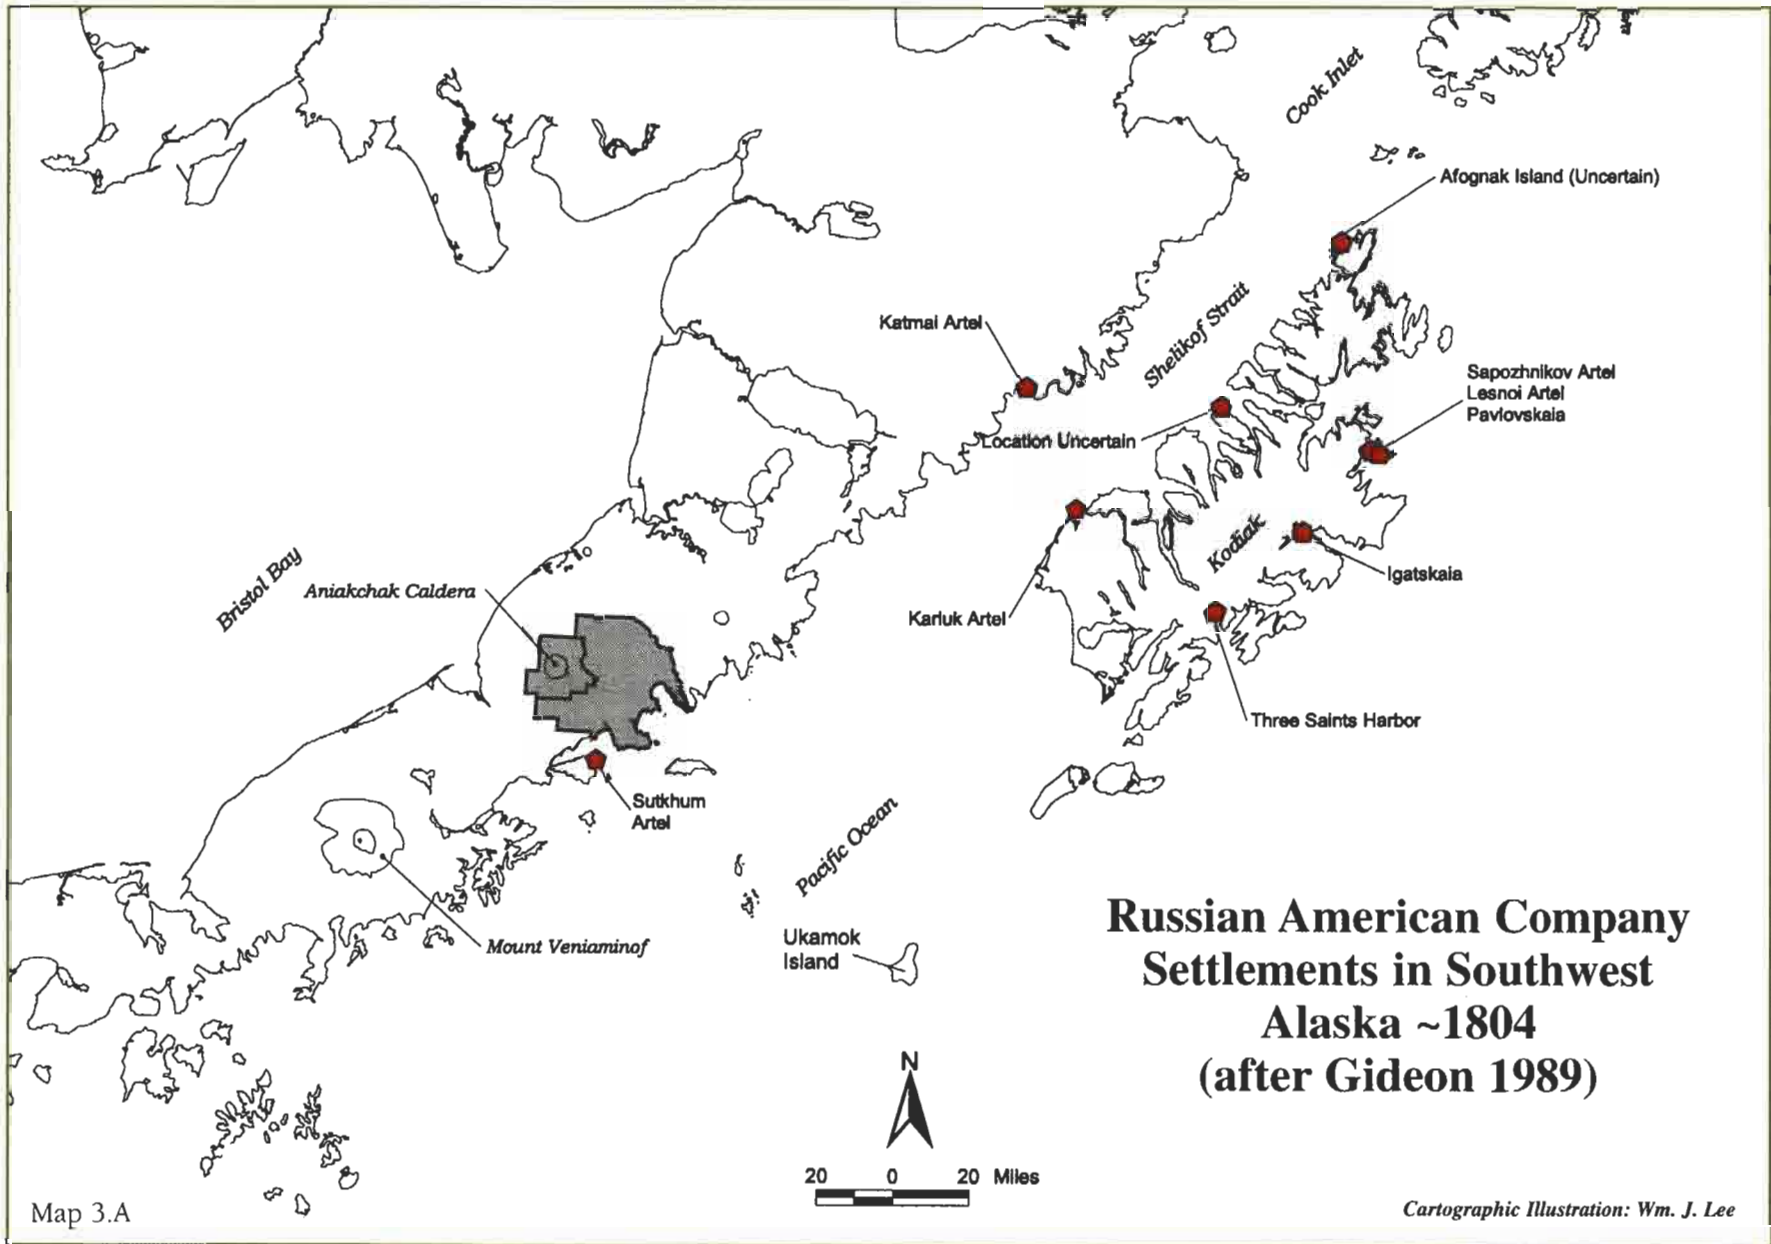 Cook Inlet
Afognak Island (Uncertain)
Katmai Artel
Shelikof Strait
Sapozhnikov Artel
Lesnoi Artel
Pavlovskaia
Location Uncertain
Bristol Bay
Aniakchak Caldera
Kodiak
Igatskaia
Karluk Artel
Three Saints Harbor
Sutkhum
Artel
Pacific Ocean
Mount Veniaminof
Ukamok
Island
Russian American Company
Settlements in Southwest
Alaska ~1804
(after Gideon 1989)
N
20 0 20 Miles
Map 3.A
Cartographic Illustration: Wm. J. Lee